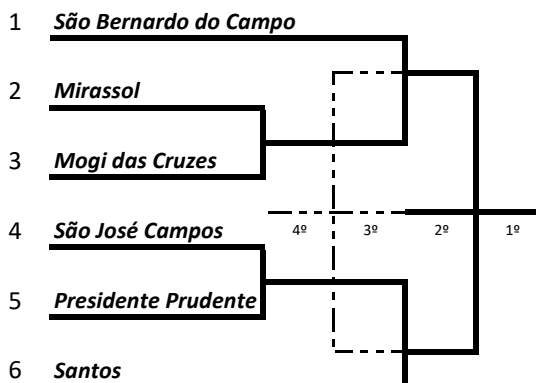 1 São Bernardo do Campo
2 Mirassol
3 Mogi das Cruzes
4 São José Campos
4º 3º 2º 1º
5 Presidente Prudente
6 Santos